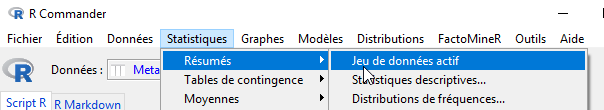 R Commander
Fichier Édition Données Statistiques Graphes Modèles Distributions FactoMineR Outils Aide
R Données : Meta Résumés Jeu de données actif
Tables de contingence Statistiques descriptives...
Script R R Markdown Moyennes Distributions de fréquences...